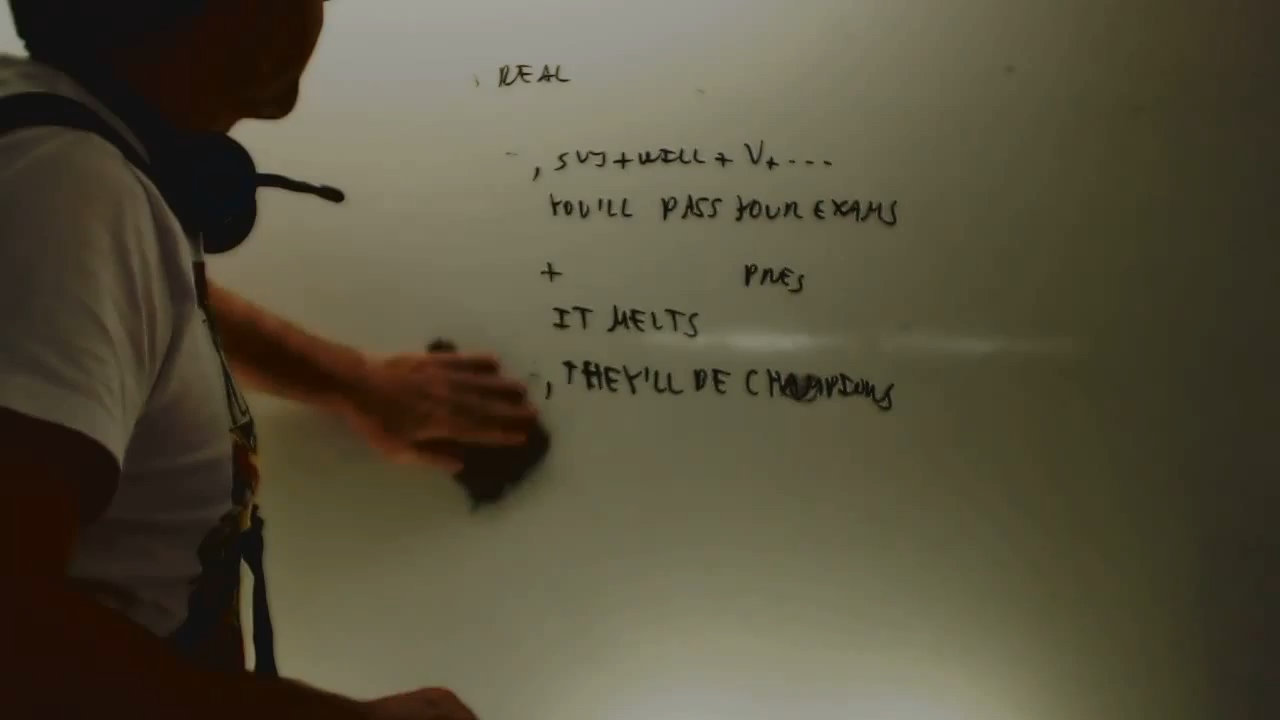 , REAL
, SUJ + WILL + V + ....
YOU'LL PASS YOUR EXAMS
+ PRES
IT MELTS
, THEY'LL BE CHAMPIONS